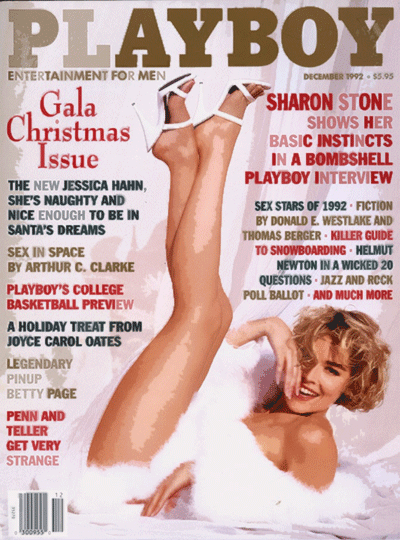 PLAYBOY
ENTERTAINMENT FOR MEN
DECEMBER 1992 • $5.95
Gala
Christmas
Issue
THE NEW JESSICA HAHN,
SHE'S NAUGHTY AND
NICE ENOUGH TO BE IN
SANTA'S DREAMS
SEX IN SPACE
BY ARTHUR C. CLARKE
PLAYBOY'S COLLEGE
BASKETBALL PREVIEW
A HOLIDAY TREAT FROM
JOYCE CAROL OATES
LEGENDARY
PINUP
BETTY PAGE
PENN AND
TELLER
GET VERY
STRANGE
SHARON STONE
SHOWS HER
BASIC INSTINCTS
IN A BOMBSHELL
PLAYBOY INTERVIEW
SEX STARS OF 1992 • FICTION
BY DONALD E. WESTLAKE AND
THOMAS BERGER • KILLER GUIDE
TO SNOWBOARDING • HELMUT
NEWTON IN A WICKED 20
QUESTIONS • JAZZ AND ROCK
POLL BALLOT • AND MUCH MORE
12